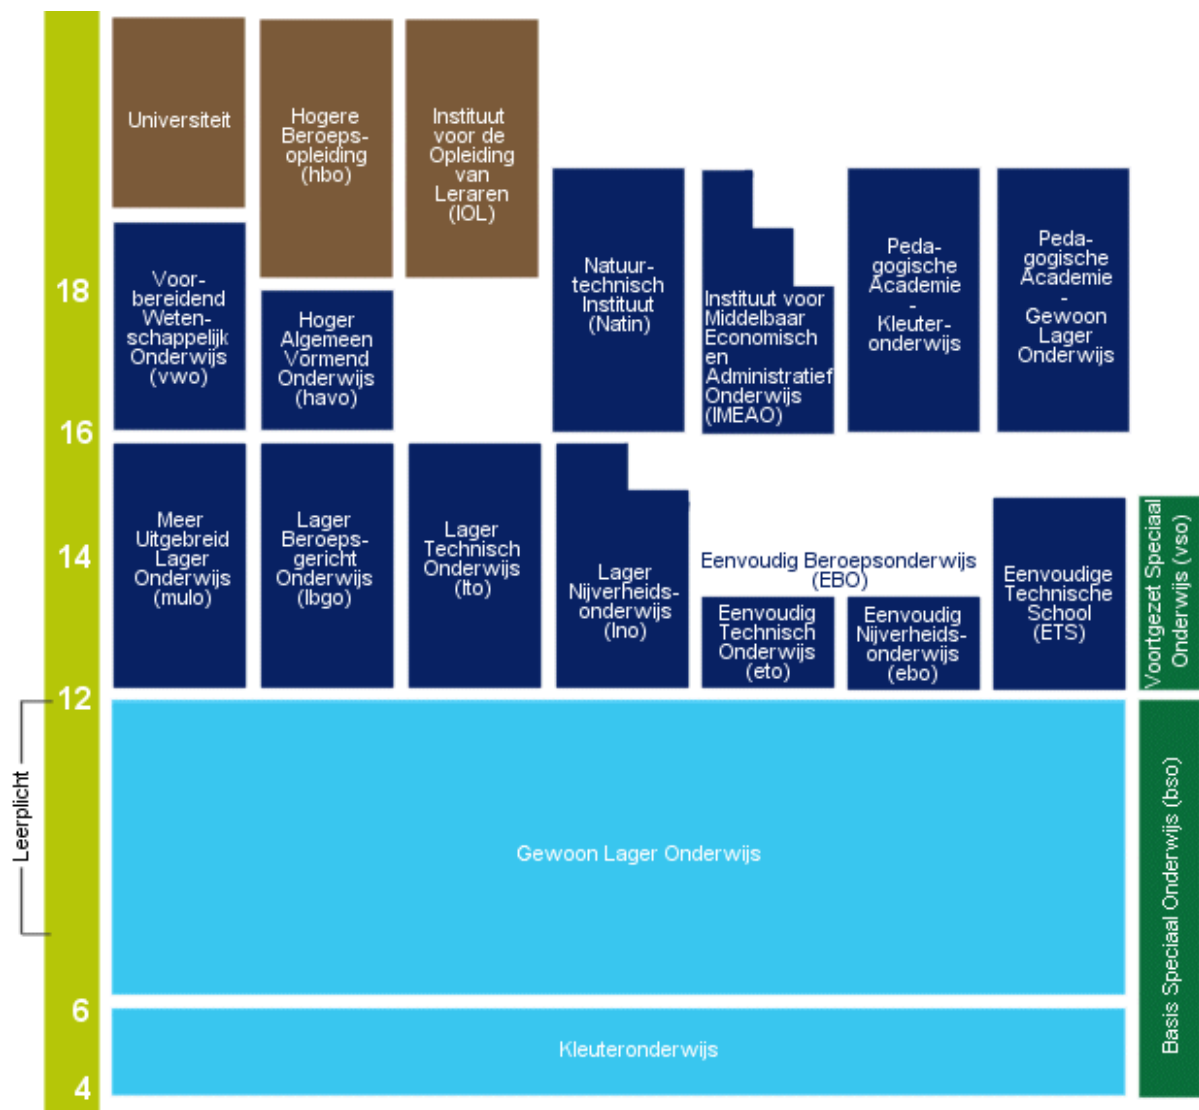 Universiteit
Hogere
Beroeps-
opleiding
(hbo)
Instituut
voor de
Opleiding
van
Leraren
(IOL)
18
Voor-
bereidend
Weten-
schappelijk
Onderwijs
(vwo)
Hoger
Algemeen
Vormend
Onderwijs
(havo)
Natuur-
technisch
Instituut
(Natin)
Instituut voor
Middelbaar
Economisch
en
Administratief
Onderwijs
(IMEAO)
Peda-
gogische
Academie
-
Kleuter-
onderwijs
Peda-
gogische
Academie
-
Gewoon
Lager
Onderwijs
16
Meer
Uitgebreid
Lager
Onderwijs
(mulo)
Lager
Beroeps-
gericht
Onderwijs
(lbgo)
Lager
Technisch
Onderwijs
(lto)
Lager
Nijverheids-
onderwijs
(lno)
14
Eenvoudig Beroepsonderwijs
(EBO)
Eenvoudig
Technisch
Onderwijs
(eto)
Eenvoudig
Nijverheids-
onderwijs
(ebo)
Eenvoudige
Technische
School
(ETS)
Voortgezet Speciaal
Onderwijs (vso)
12
Leerplicht
Gewoon Lager Onderwijs
Basis Speciaal Onderwijs (bso)
6
Kleuteronderwijs
4